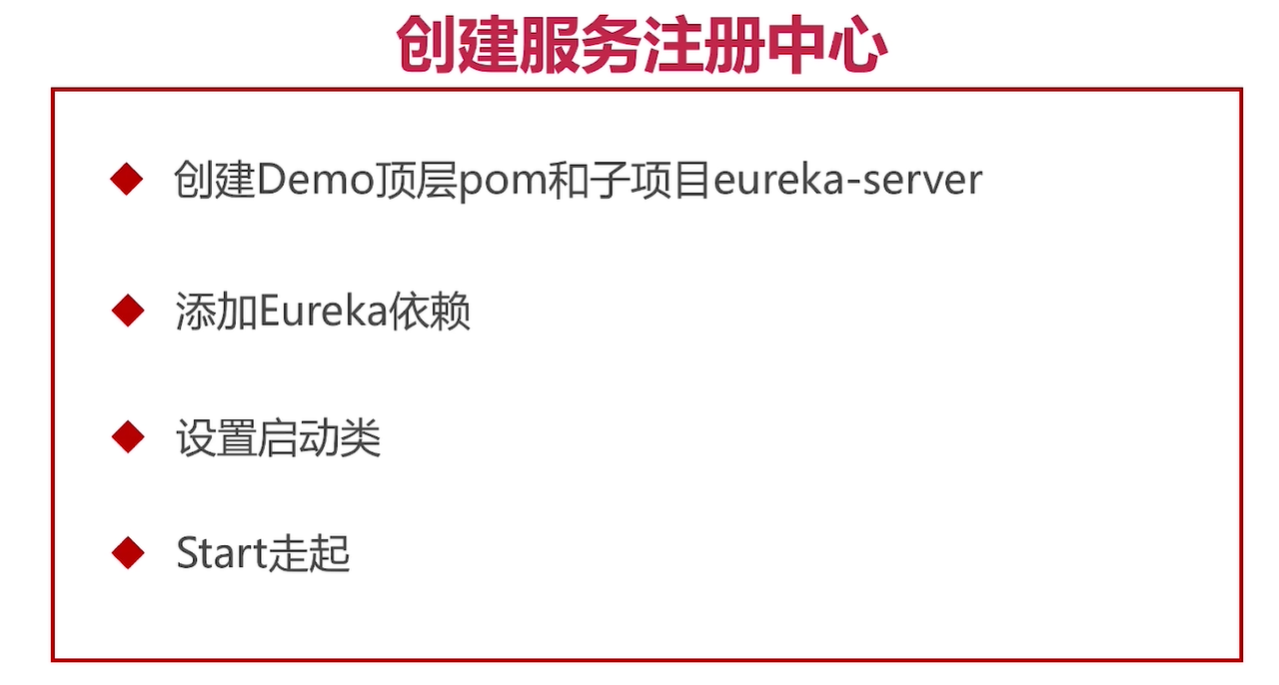 创建服务注册中心
创建Demo顶层pom和子项目eureka-server
添加Eureka依赖
设置启动类
Start走起